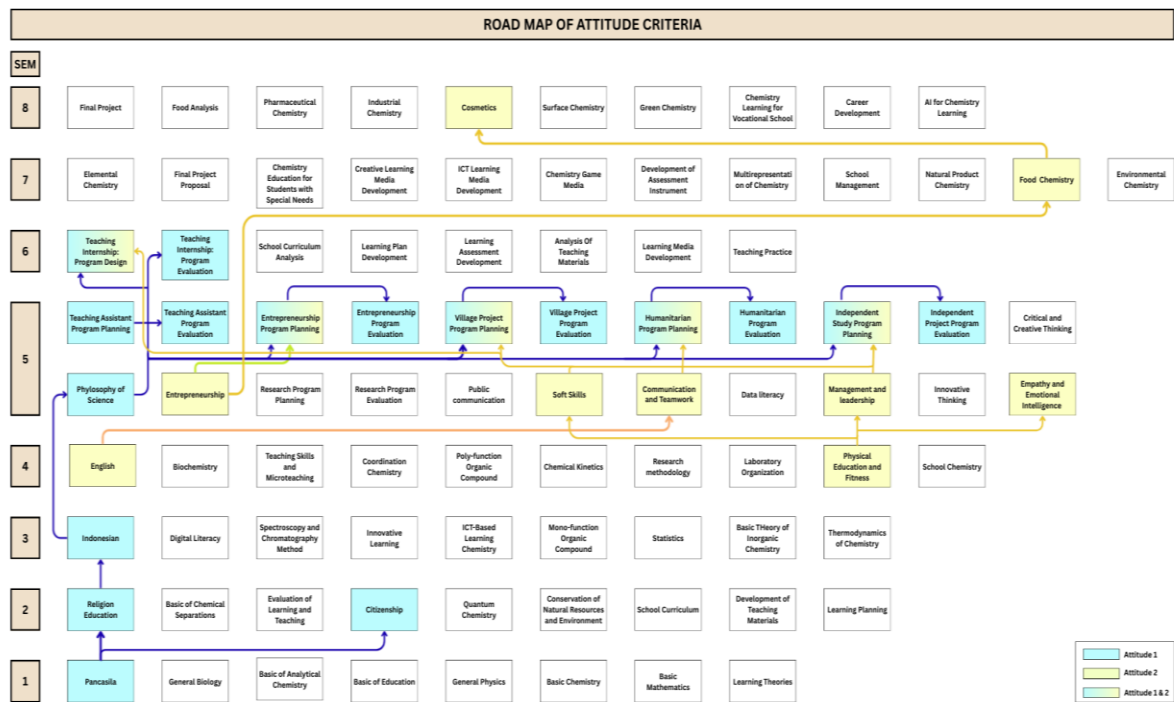 ROAD MAP OF ATTITUDE CRITERIA
SEM
8
Final Project
Food Analysis
Pharmaceutical
Chemistry
Industrial
Chemistry
Cosmetics
Surface Chemistry
Green Chemistry
Chemistry
Learning for
Vocational School
Career
Development
AI for Chemistry
Learning
7
Elemental
Chemistry
Final Project
Proposal
Chemistry
Education for
Students with
Special Needs
Creative Learning
Media
Development
ICT Learning
Media
Development
Chemistry Game
Media
Development of
Assessment
Instrument
Multirepresentati
on of Chemistry
School
Management
Natural Product
Chemistry
Food Chemistry
Environmental
Chemistry
6
Teaching
Internship:
Program Design
Teaching
Internship:
Program
Evaluation
School Curriculum
Analysis
Learning Plan
Development
Learning
Assessment
Development
Analysis Of
Teaching
Materials
Learning Media
Development
Teaching Practice
5
Teaching Assistant
Program Planning
Teaching Assistant
Program
Evaluation
Entrepreneurship
Program Planning
Entrepreneurship
Program
Evaluation
Village Project
Program Planning
Village Project
Program
Evaluation
Humanitarian
Program Planning
Humanitarian
Program Evaluation
Independent
Study Program
Planning
Independent
Project Program
Evaluation
Critical and
Creative Thinking
Phylosophy of
Science
Entrepreneurship
Research Program
Planning
Research Program
Evaluation
Public
communication
Soft Skills
Communication
and Teamwork
Data literacy
Management and
leadership
Innovative
Thinking
Empathy and
Emotional
Intelligence
4
English
Biochemistry
Teaching Skills
and
Microteaching
Coordination
Chemistry
Poly-function
Organic
Compound
Chemical Kinetics
Research
methodology
Laboratory
Organization
Physical
Education and
Fitness
School Chemistry
3
Indonesian
Digital Literacy
Spectroscopy and
Chromatography
Method
Innovative
Learning
ICT-Based
Learning
Chemistry
Mono-function
Organic
Compound
Statistics
Basic THeory of
Inorganic
Chemistry
Thermodynamics
of Chemistry
2
Religion
Education
Basic of Chemical
Separations
Evaluation of
Learning and
Teaching
Citizenship
Quantum
Chemistry
Conservation of
Natural Resources
and Environment
School Curriculum
Development of
Teaching
Materials
Learning Planning
1
Pancasila
General Biology
Basic of Analytical
Chemistry
Basic of Education
General Physics
Basic Chemistry
Basic
Mathematics
Learning Theories
Attitude 1
Attitude 2
Attitude 1 & 2